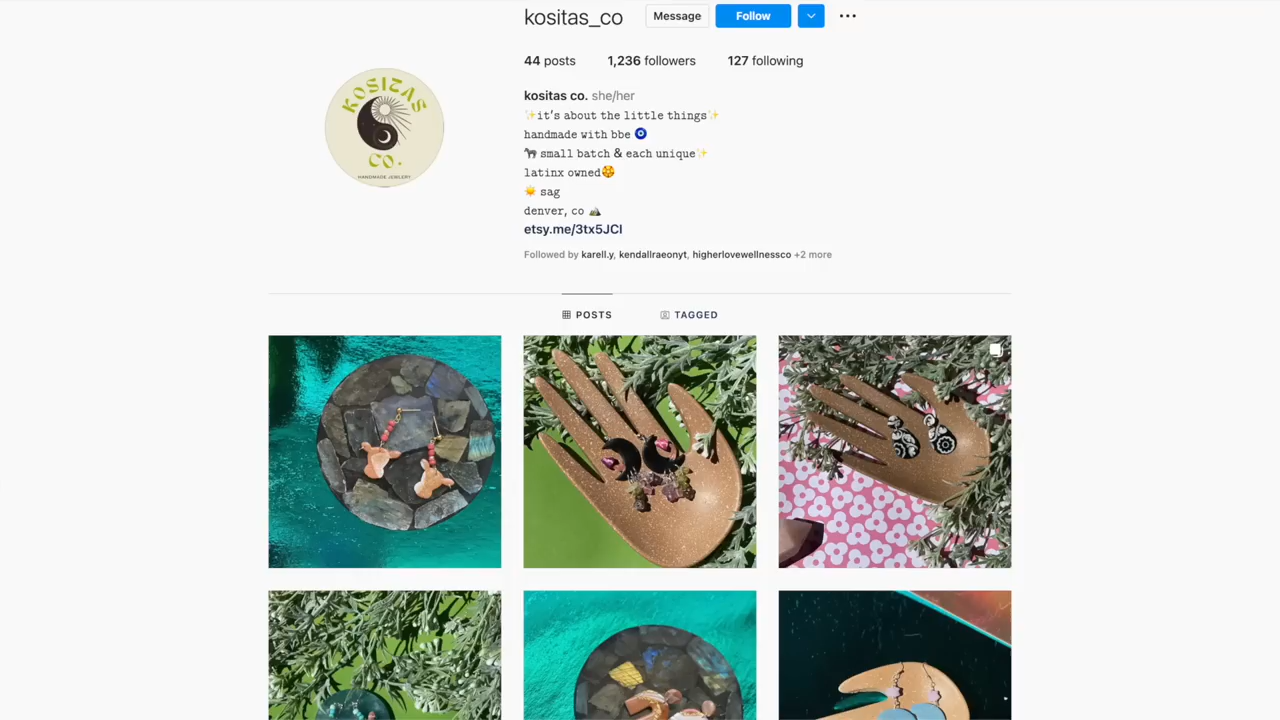 kositas_co Message Follow
44 posts 1,236 followers 127 following
KOSITAS
CO.
HANDMADE JEWELERY
kositas co. she/her
✨it's about the little things✨
handmade with bbe 🧿
🐕‍🦺 small batch & each unique✨
latinx owned🥸
☀️ sag
denver, co ⛰️
etsy.me/3tx5JCI
Followed by karell.y, kendallraeonyt, higherlovewellnessco +2 more
POSTS TAGGED